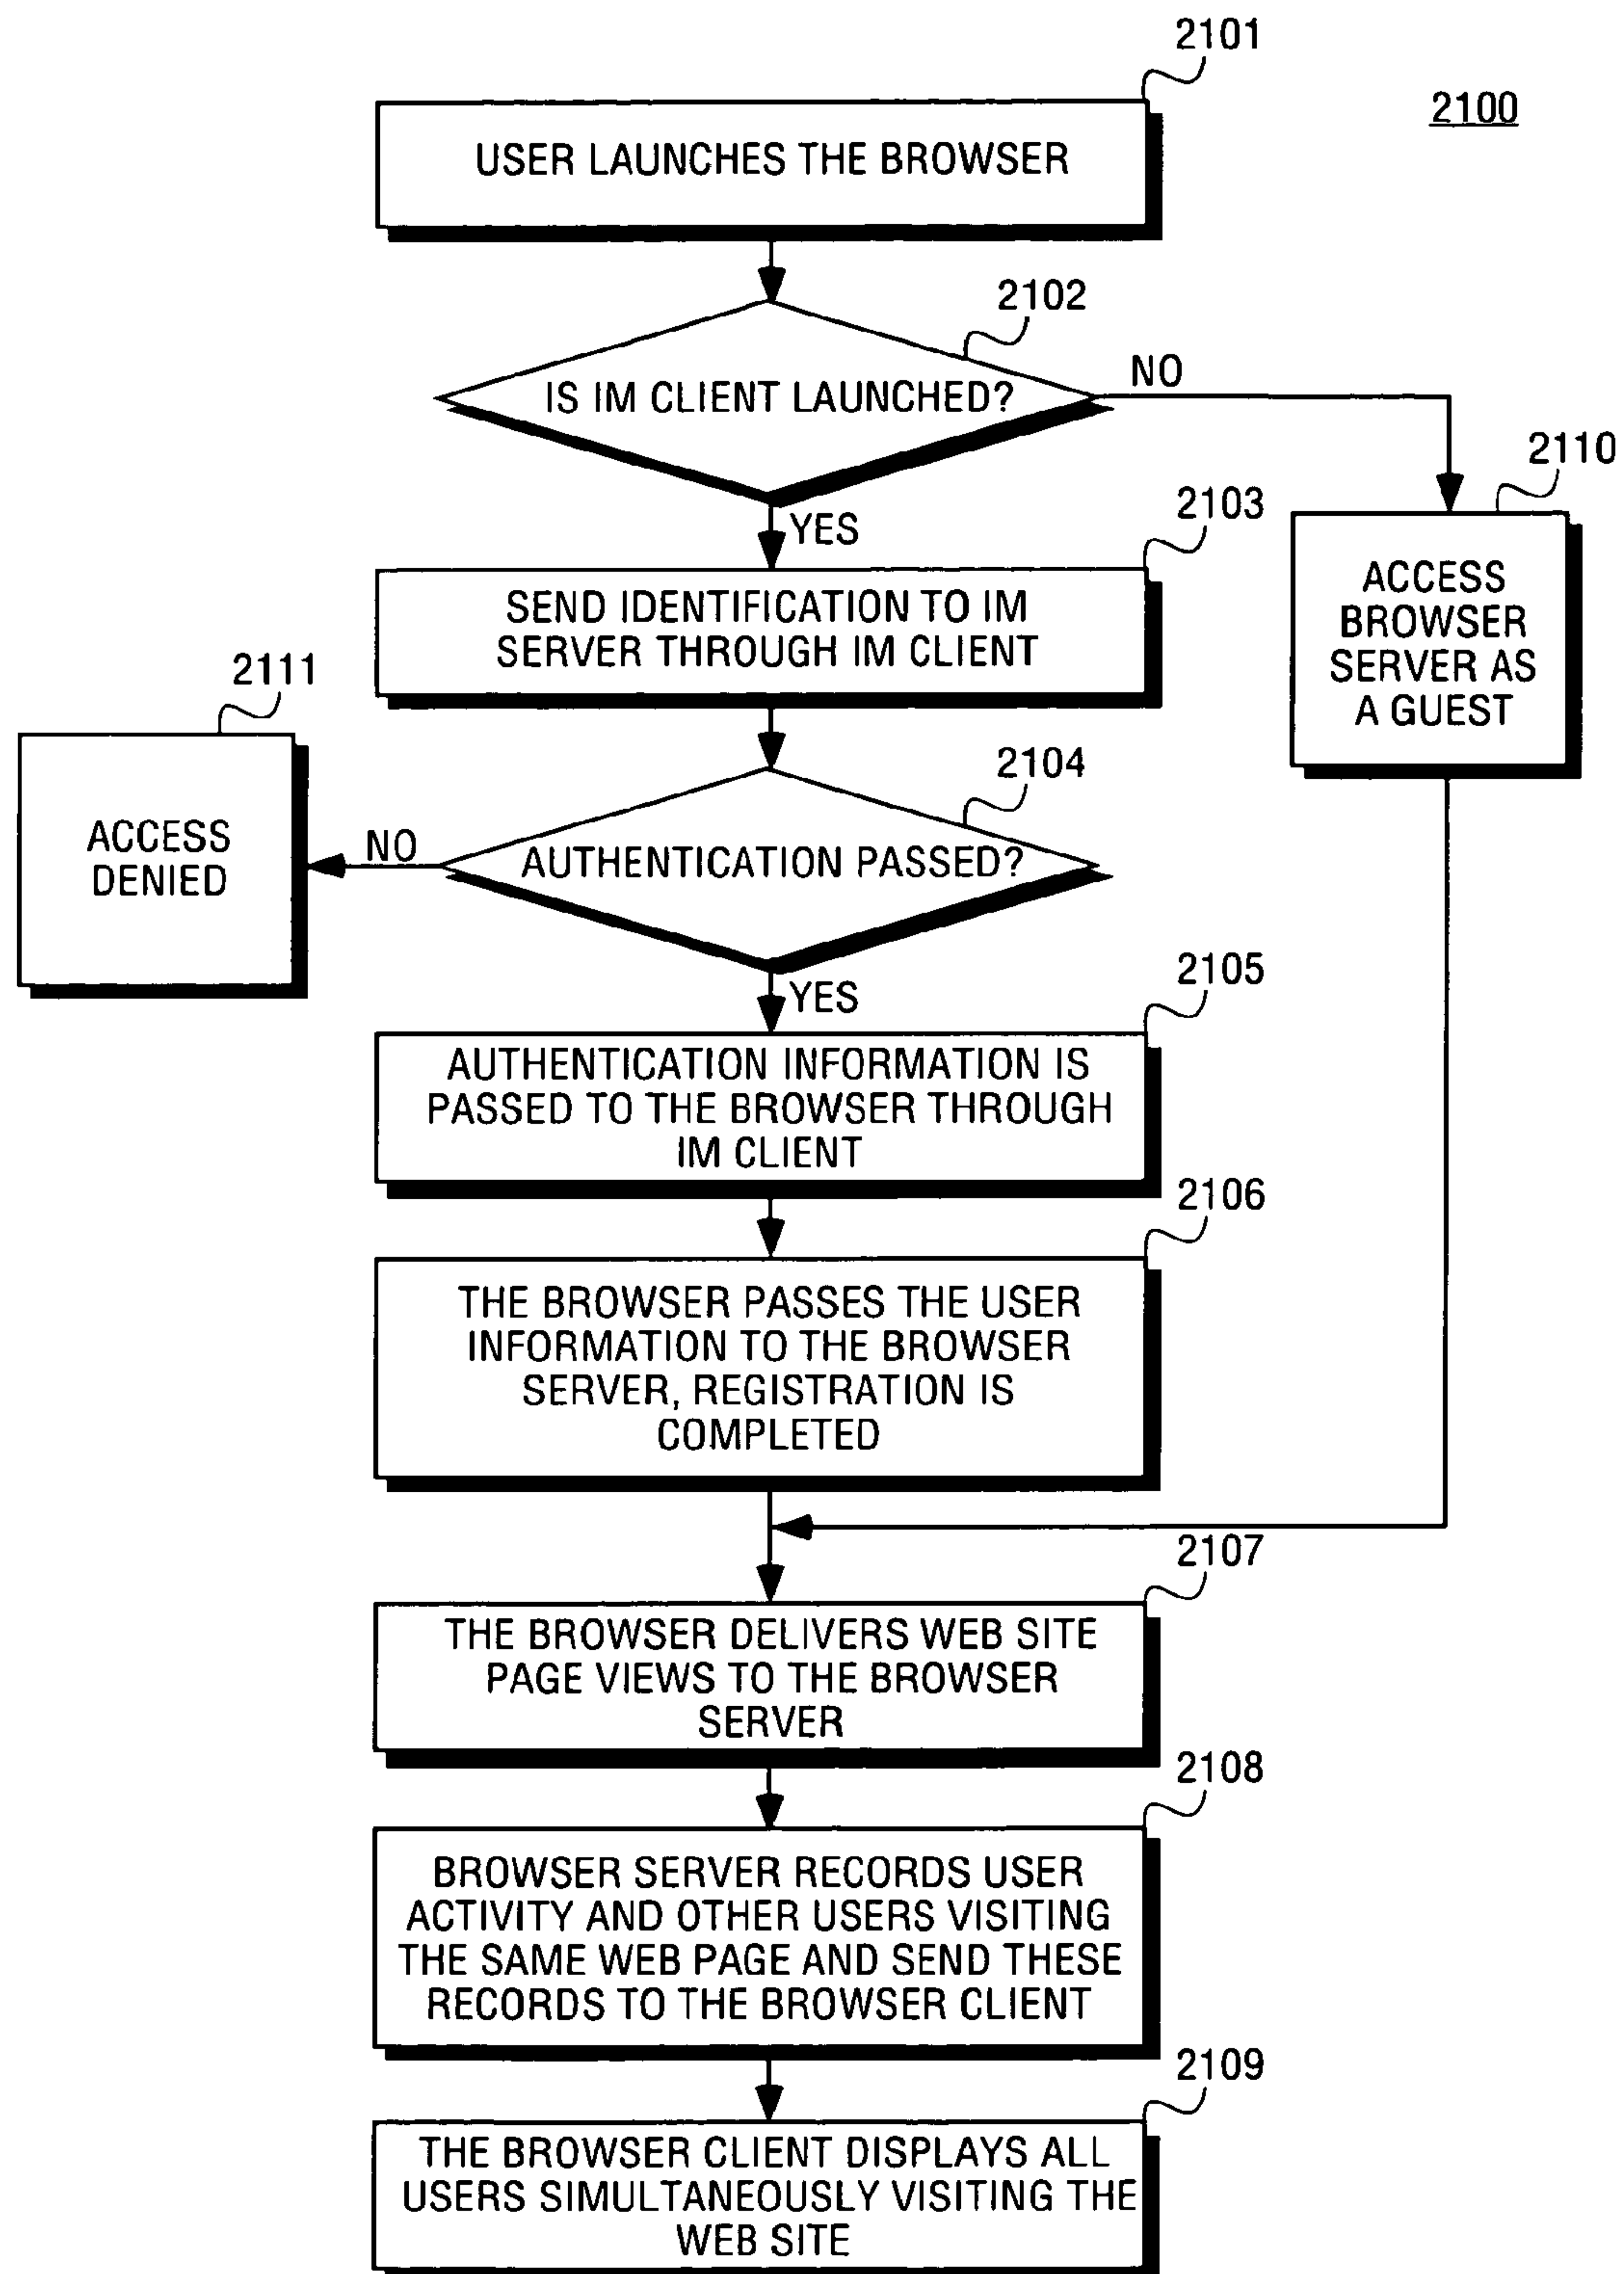 2101
2100
USER LAUNCHES THE BROWSER
2102
IS IM CLIENT LAUNCHED?
NO
2110
ACCESS
BROWSER
SERVER AS
A GUEST
YES
2103
SEND IDENTIFICATION TO IM
SERVER THROUGH IM CLIENT
2111
ACCESS
DENIED
NO
2104
AUTHENTICATION PASSED?
YES
2105
AUTHENTICATION INFORMATION IS
PASSED TO THE BROWSER THROUGH
IM CLIENT
2106
THE BROWSER PASSES THE USER
INFORMATION TO THE BROWSER
SERVER, REGISTRATION IS
COMPLETED
2107
THE BROWSER DELIVERS WEB SITE
PAGE VIEWS TO THE BROWSER
SERVER
2108
BROWSER SERVER RECORDS USER
ACTIVITY AND OTHER USERS VISITING
THE SAME WEB PAGE AND SEND THESE
RECORDS TO THE BROWSER CLIENT
2109
THE BROWSER CLIENT DISPLAYS ALL
USERS SIMULTANEOUSLY VISITING THE
WEB SITE